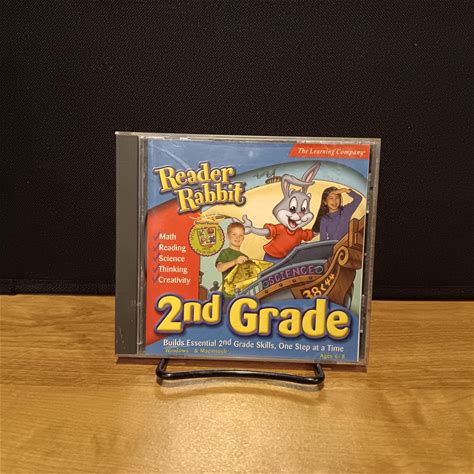 The Learning Company®
Reader
Rabbit
Math
Reading
Science
Thinking
Creativity
SCIENCE
2nd Grade
Builds Essential 2nd Grade Skills, One Step at a Time
Windows & Macintosh
Ages 6-8